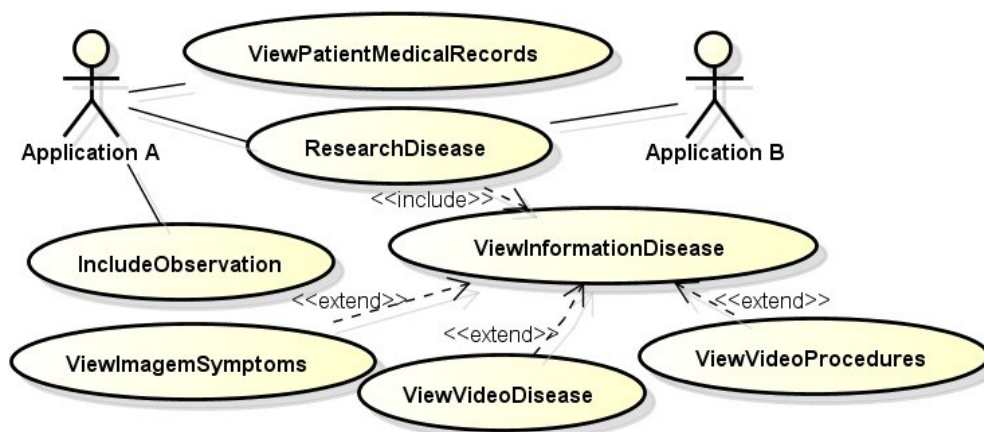 ViewPatientMedicalRecords
Application A
ResearchDisease
Application B
<<include>>
ViewInformationDisease
IncludeObservation
<<extend>>
<<extend>>
<<extend>>
ViewImagemSymptoms
ViewVideoDisease
ViewVideoProcedures